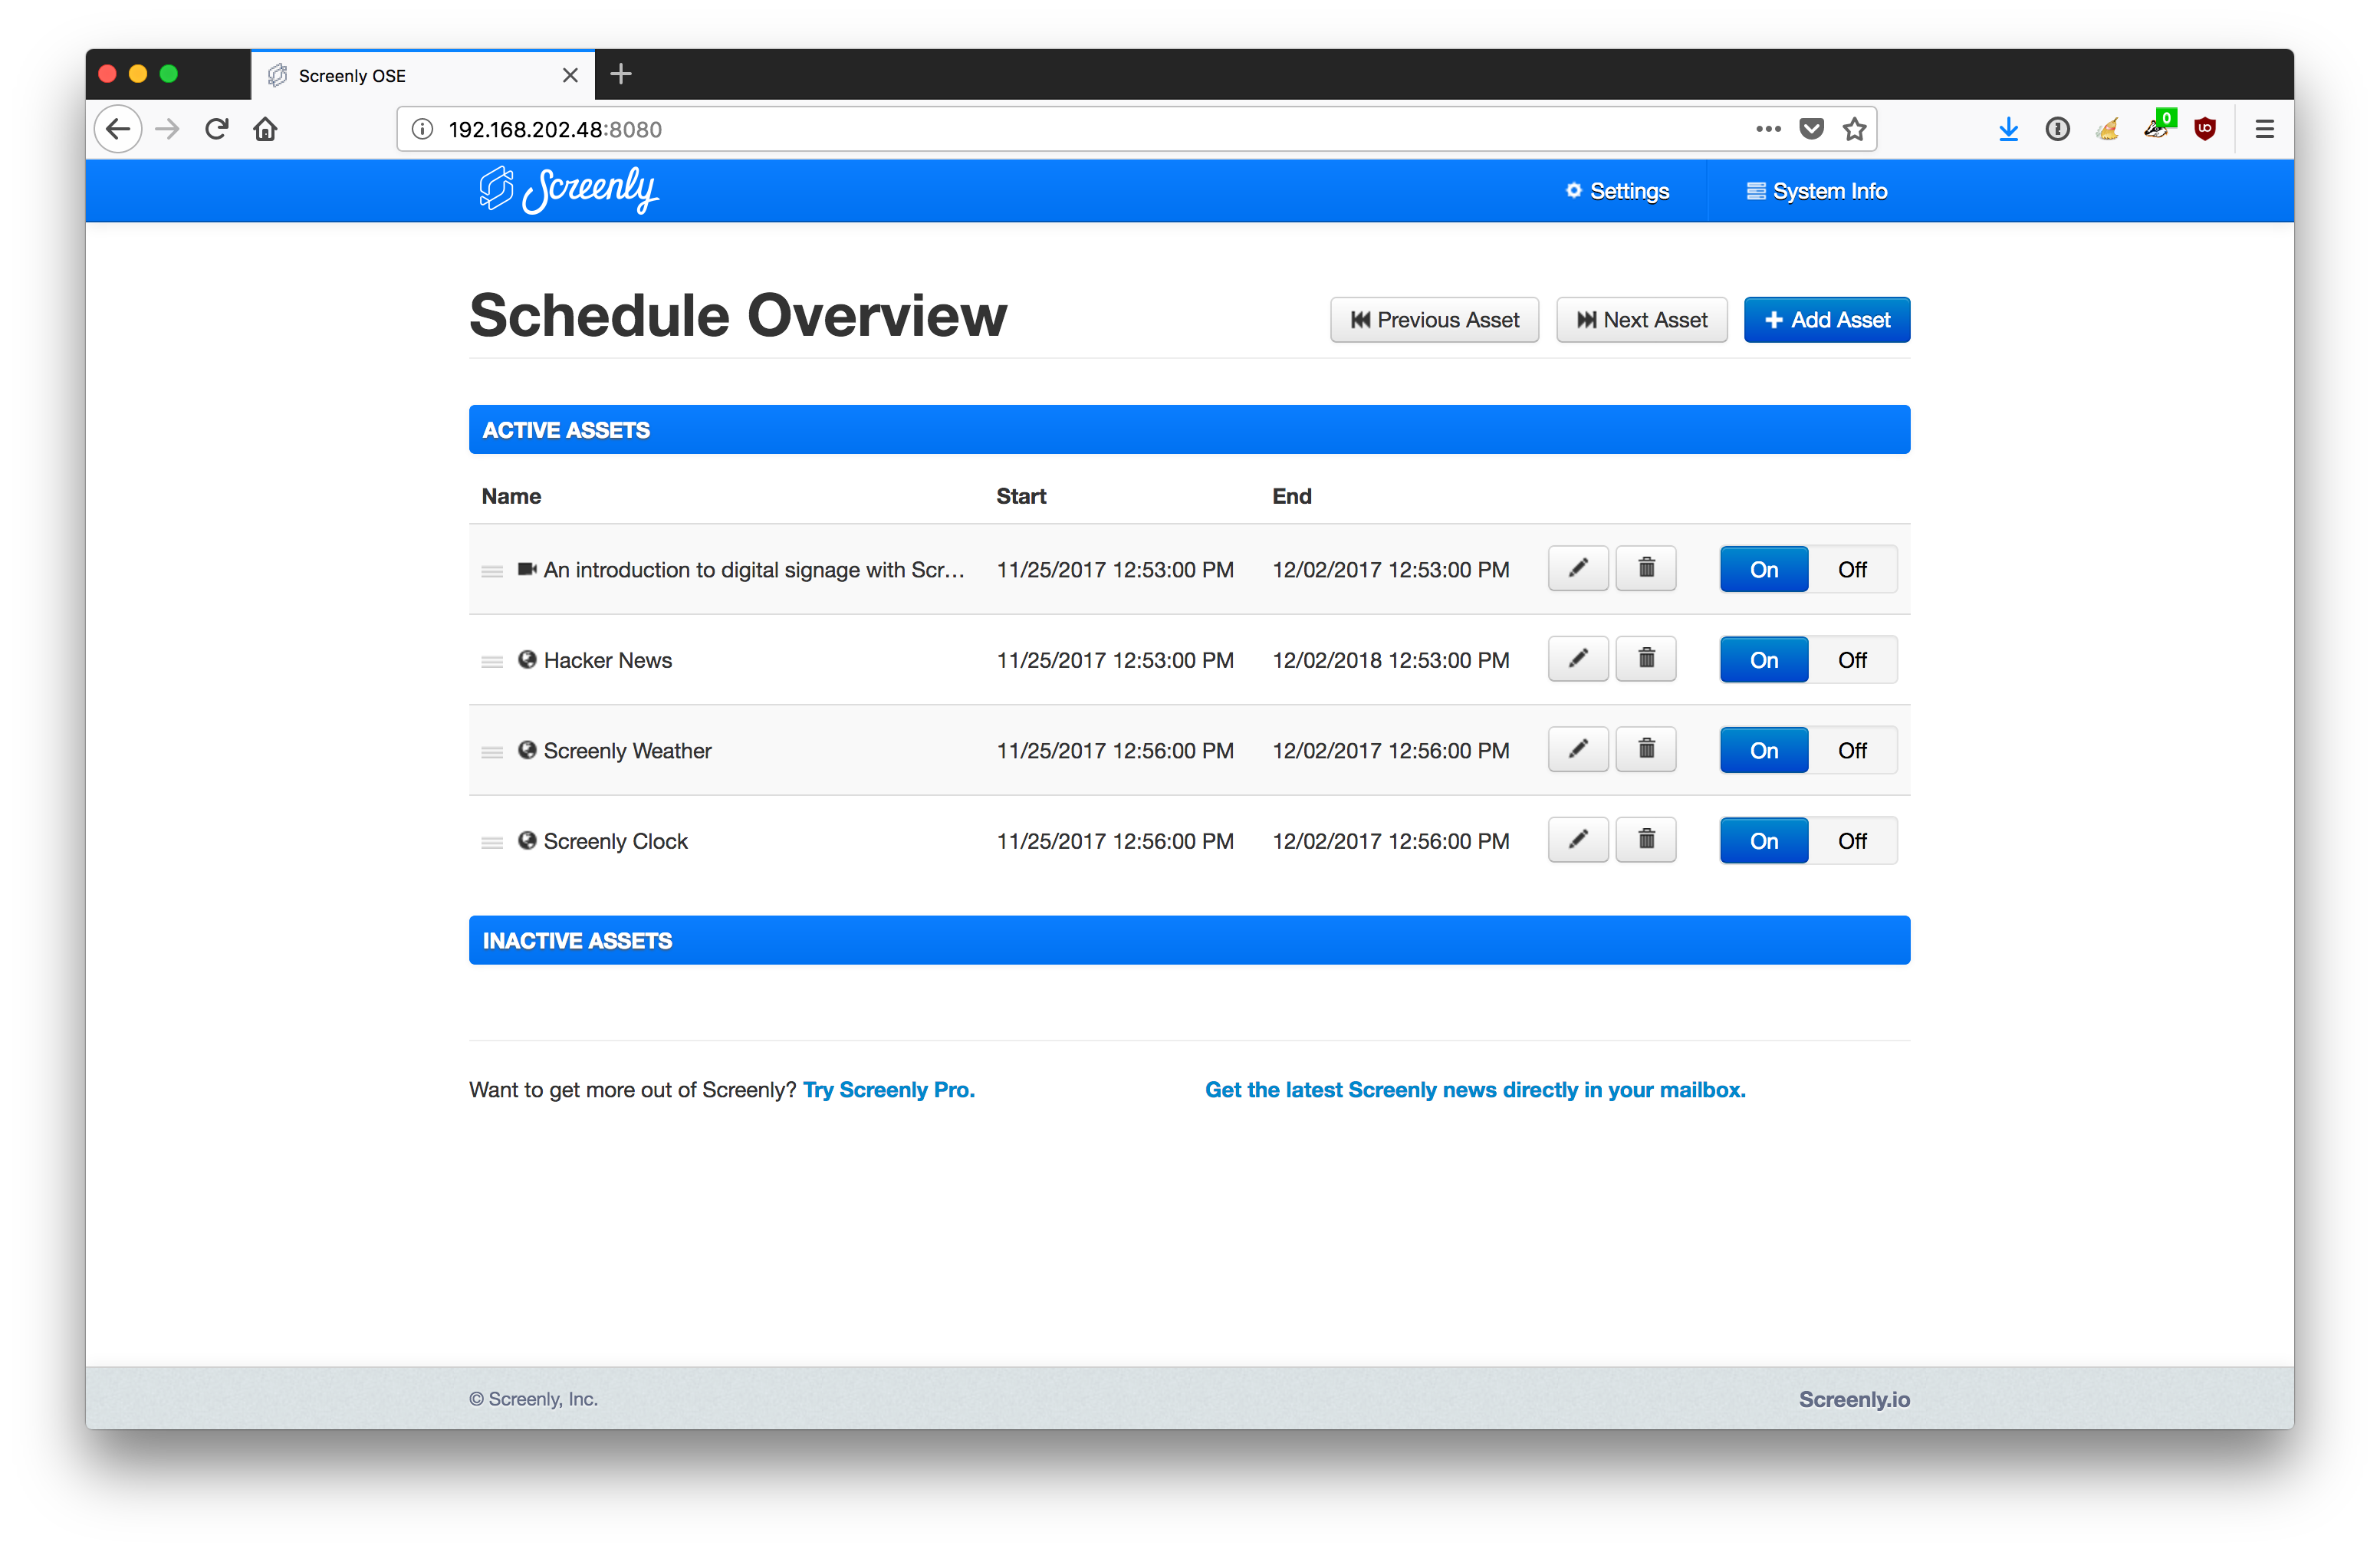 Screenly OSE
192.168.202.48:8080
0
Screenly
Settings
System Info
Schedule Overview
Previous Asset
Next Asset
Add Asset
ACTIVE ASSETS
Name Start End
An introduction to digital signage with Scr... 11/25/2017 12:53:00 PM 12/02/2017 12:53:00 PM On Off
Hacker News 11/25/2017 12:53:00 PM 12/02/2018 12:53:00 PM On Off
Screenly Weather 11/25/2017 12:56:00 PM 12/02/2017 12:56:00 PM On Off
Screenly Clock 11/25/2017 12:56:00 PM 12/02/2017 12:56:00 PM On Off
INACTIVE ASSETS
Want to get more out of Screenly? Try Screenly Pro.
Get the latest Screenly news directly in your mailbox.
© Screenly, Inc.
Screenly.io